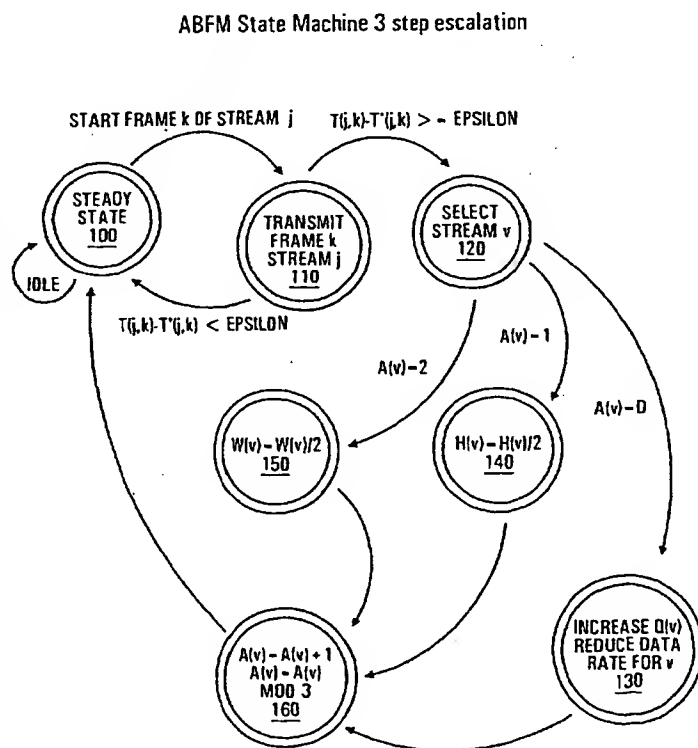 ABFM State Machine 3 step escalation
START FRAME k OF STREAM j
T(j,k)-T*(j,k) > - EPSILON
STEADY
STATE
100
TRANSMIT
FRAME k
STREAM j
110
SELECT
STREAM v
120
IDLE
T(j,k)-T*(j,k) < EPSILON
A(v)-2
A(v)-1
A(v)-D
W(v)-W(v)/2
150
H(v)-H(v)/2
140
A(v)-A(v)+1
A(v)-A(v)
MOD 3
160
INCREASE Q(v)
REDUCE DATA
RATE FOR v
130